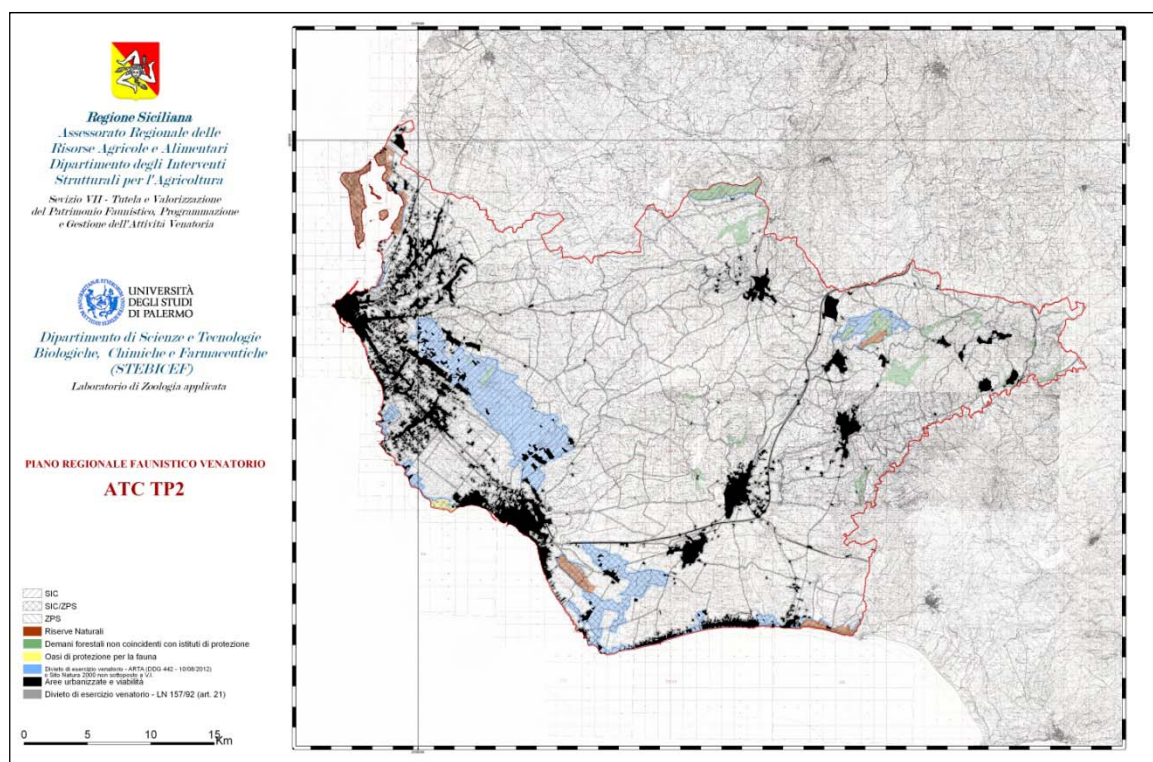 Regione Siciliana
Assessorato Regionale delle
Risorse Agricole e Alimentari
Dipartimento degli Interventi
Strutturali per l'Agricoltura
Sevizio VII - Tutela e Valorizzazione
del Patrimonio Faunistico, Programmazione
e Gestione dell'Attività Venatoria
UNIVERSITÀ
DEGLI STUDI
DI PALERMO
Dipartimento di Scienze e Tecnologie
Biologiche, Chimiche e Farmaceutiche
(STEBICEF)
Laboratorio di Zoologia applicata
PIANO REGIONALE FAUNISTICO VENATORIO
ATC TP2
SIC
SIC/ZPS
ZPS
Riserve Naturali
Demani forestali non coincidenti con istituti di protezione
Oasi di protezione per la fauna
Divieto di esercizio venatorio - ARTA (DDG 442 - 10/08/2012)
o Sito Natura 2000 non sottoposto a V.I.
Aree urbanizzate e viabilità
Divieto di esercizio venatorio - LN 157/92 (art. 21)
0 5 10 15
Km